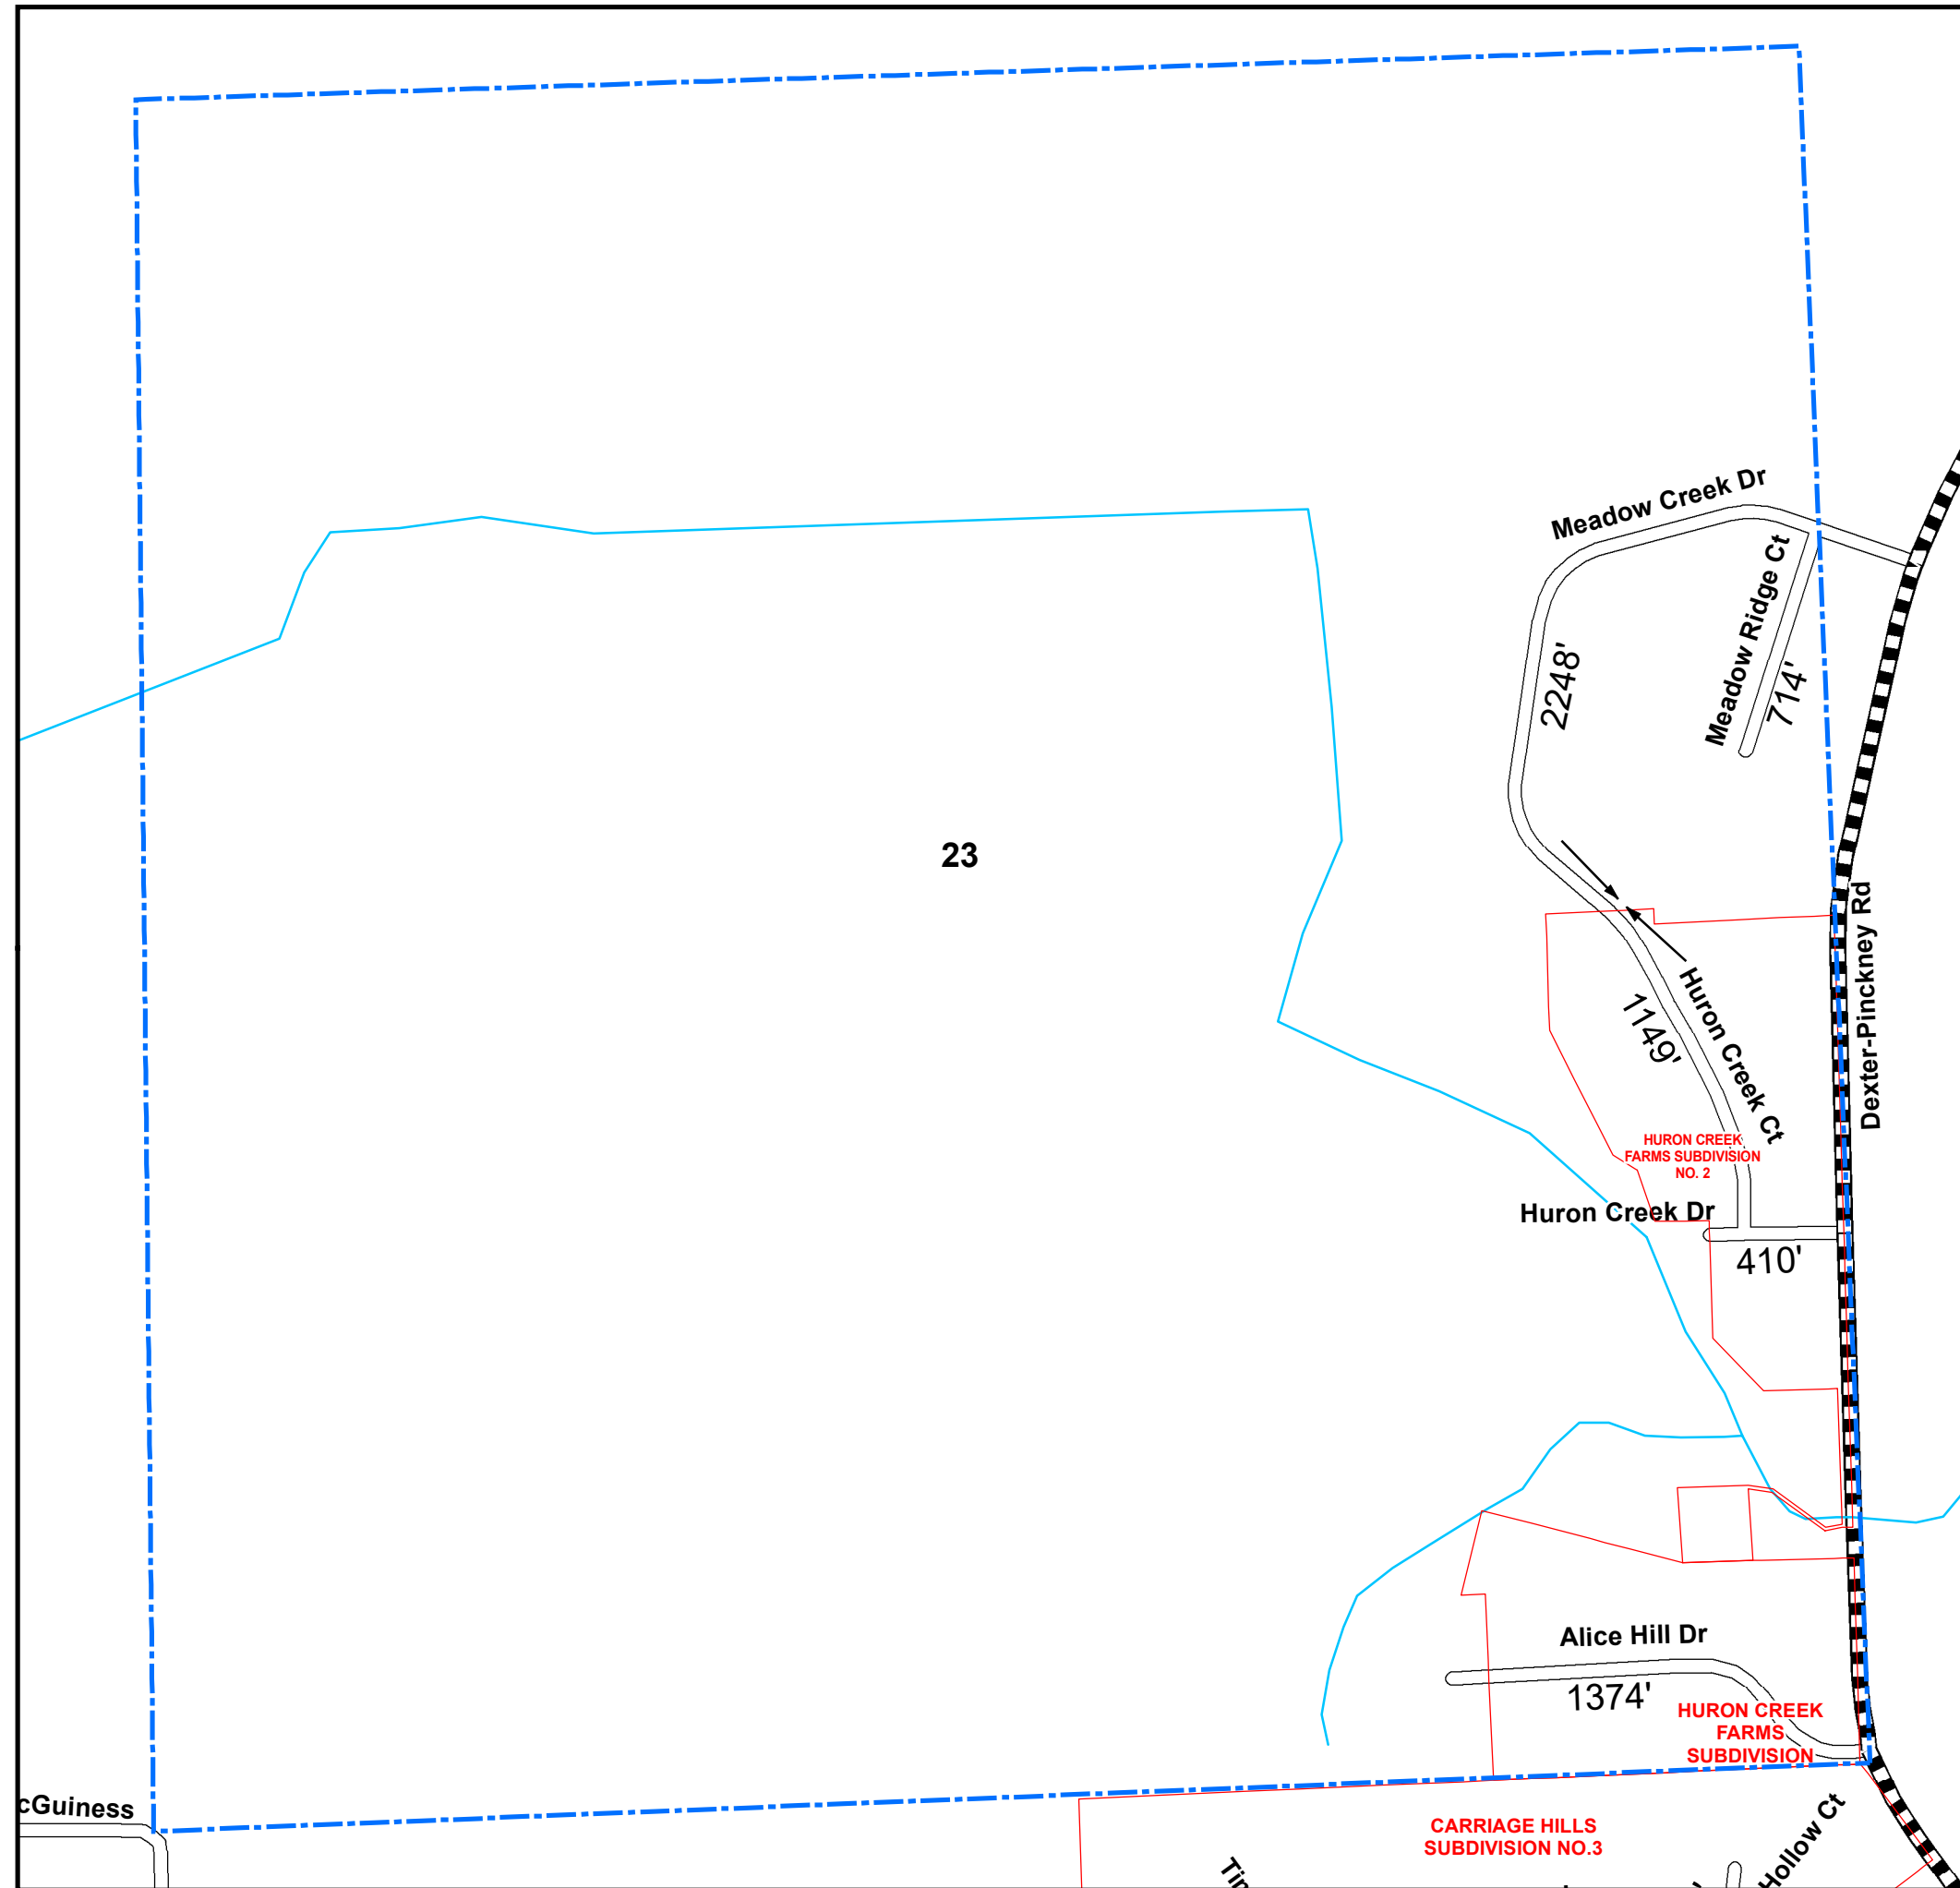 Meadow Creek Dr
Meadow Ridge Ct
2248'
714'
23
Dexter-Pinckney Rd
Huron Creek Ct
1149'
HURON CREEK
FARMS SUBDIVISION
NO. 2
Huron Creek Dr
410'
Alice Hill Dr
1374'
HURON CREEK
FARMS
SUBDIVISION
cGuiness
CARRIAGE HILLS
SUBDIVISION NO.3
Hollow Ct